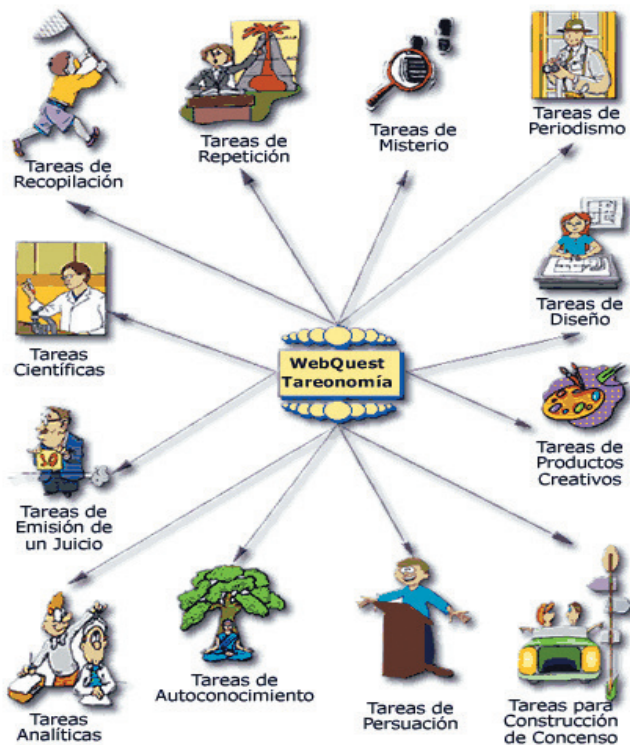 Tareas de
Recopilación
Tareas de
Repetición
Tareas de
Misterio
Tareas de
Periodismo
Tareas
Científicas
WebQuest
Tareonomía
Tareas de
Diseño
Tareas de
Productos
Creativos
Tareas de
Emisión de
un Juicio
Tareas
Analíticas
Tareas de
Autoconocimiento
Tareas de
Persuación
Tareas para
Construcción
de Concenso